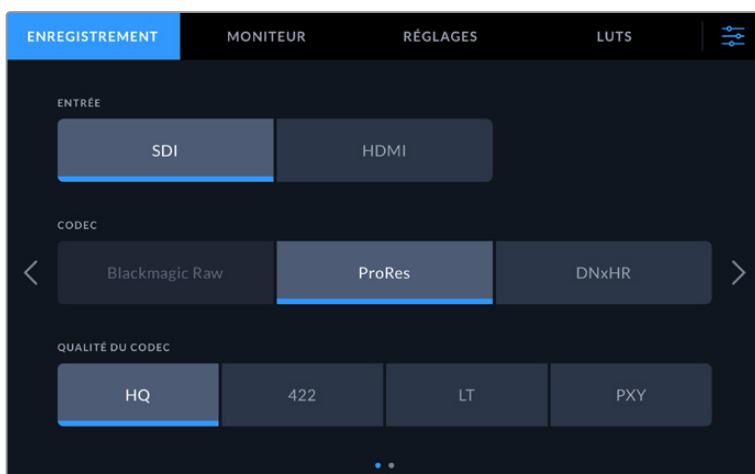 ENREGISTREMENT MONITEUR RÉGLAGES LUTS
ENTRÉE
SDI HDMI
CODEC
Blackmagic Raw ProRes DNxHR
QUALITÉ DU CODEC
HQ 422 LT PXY